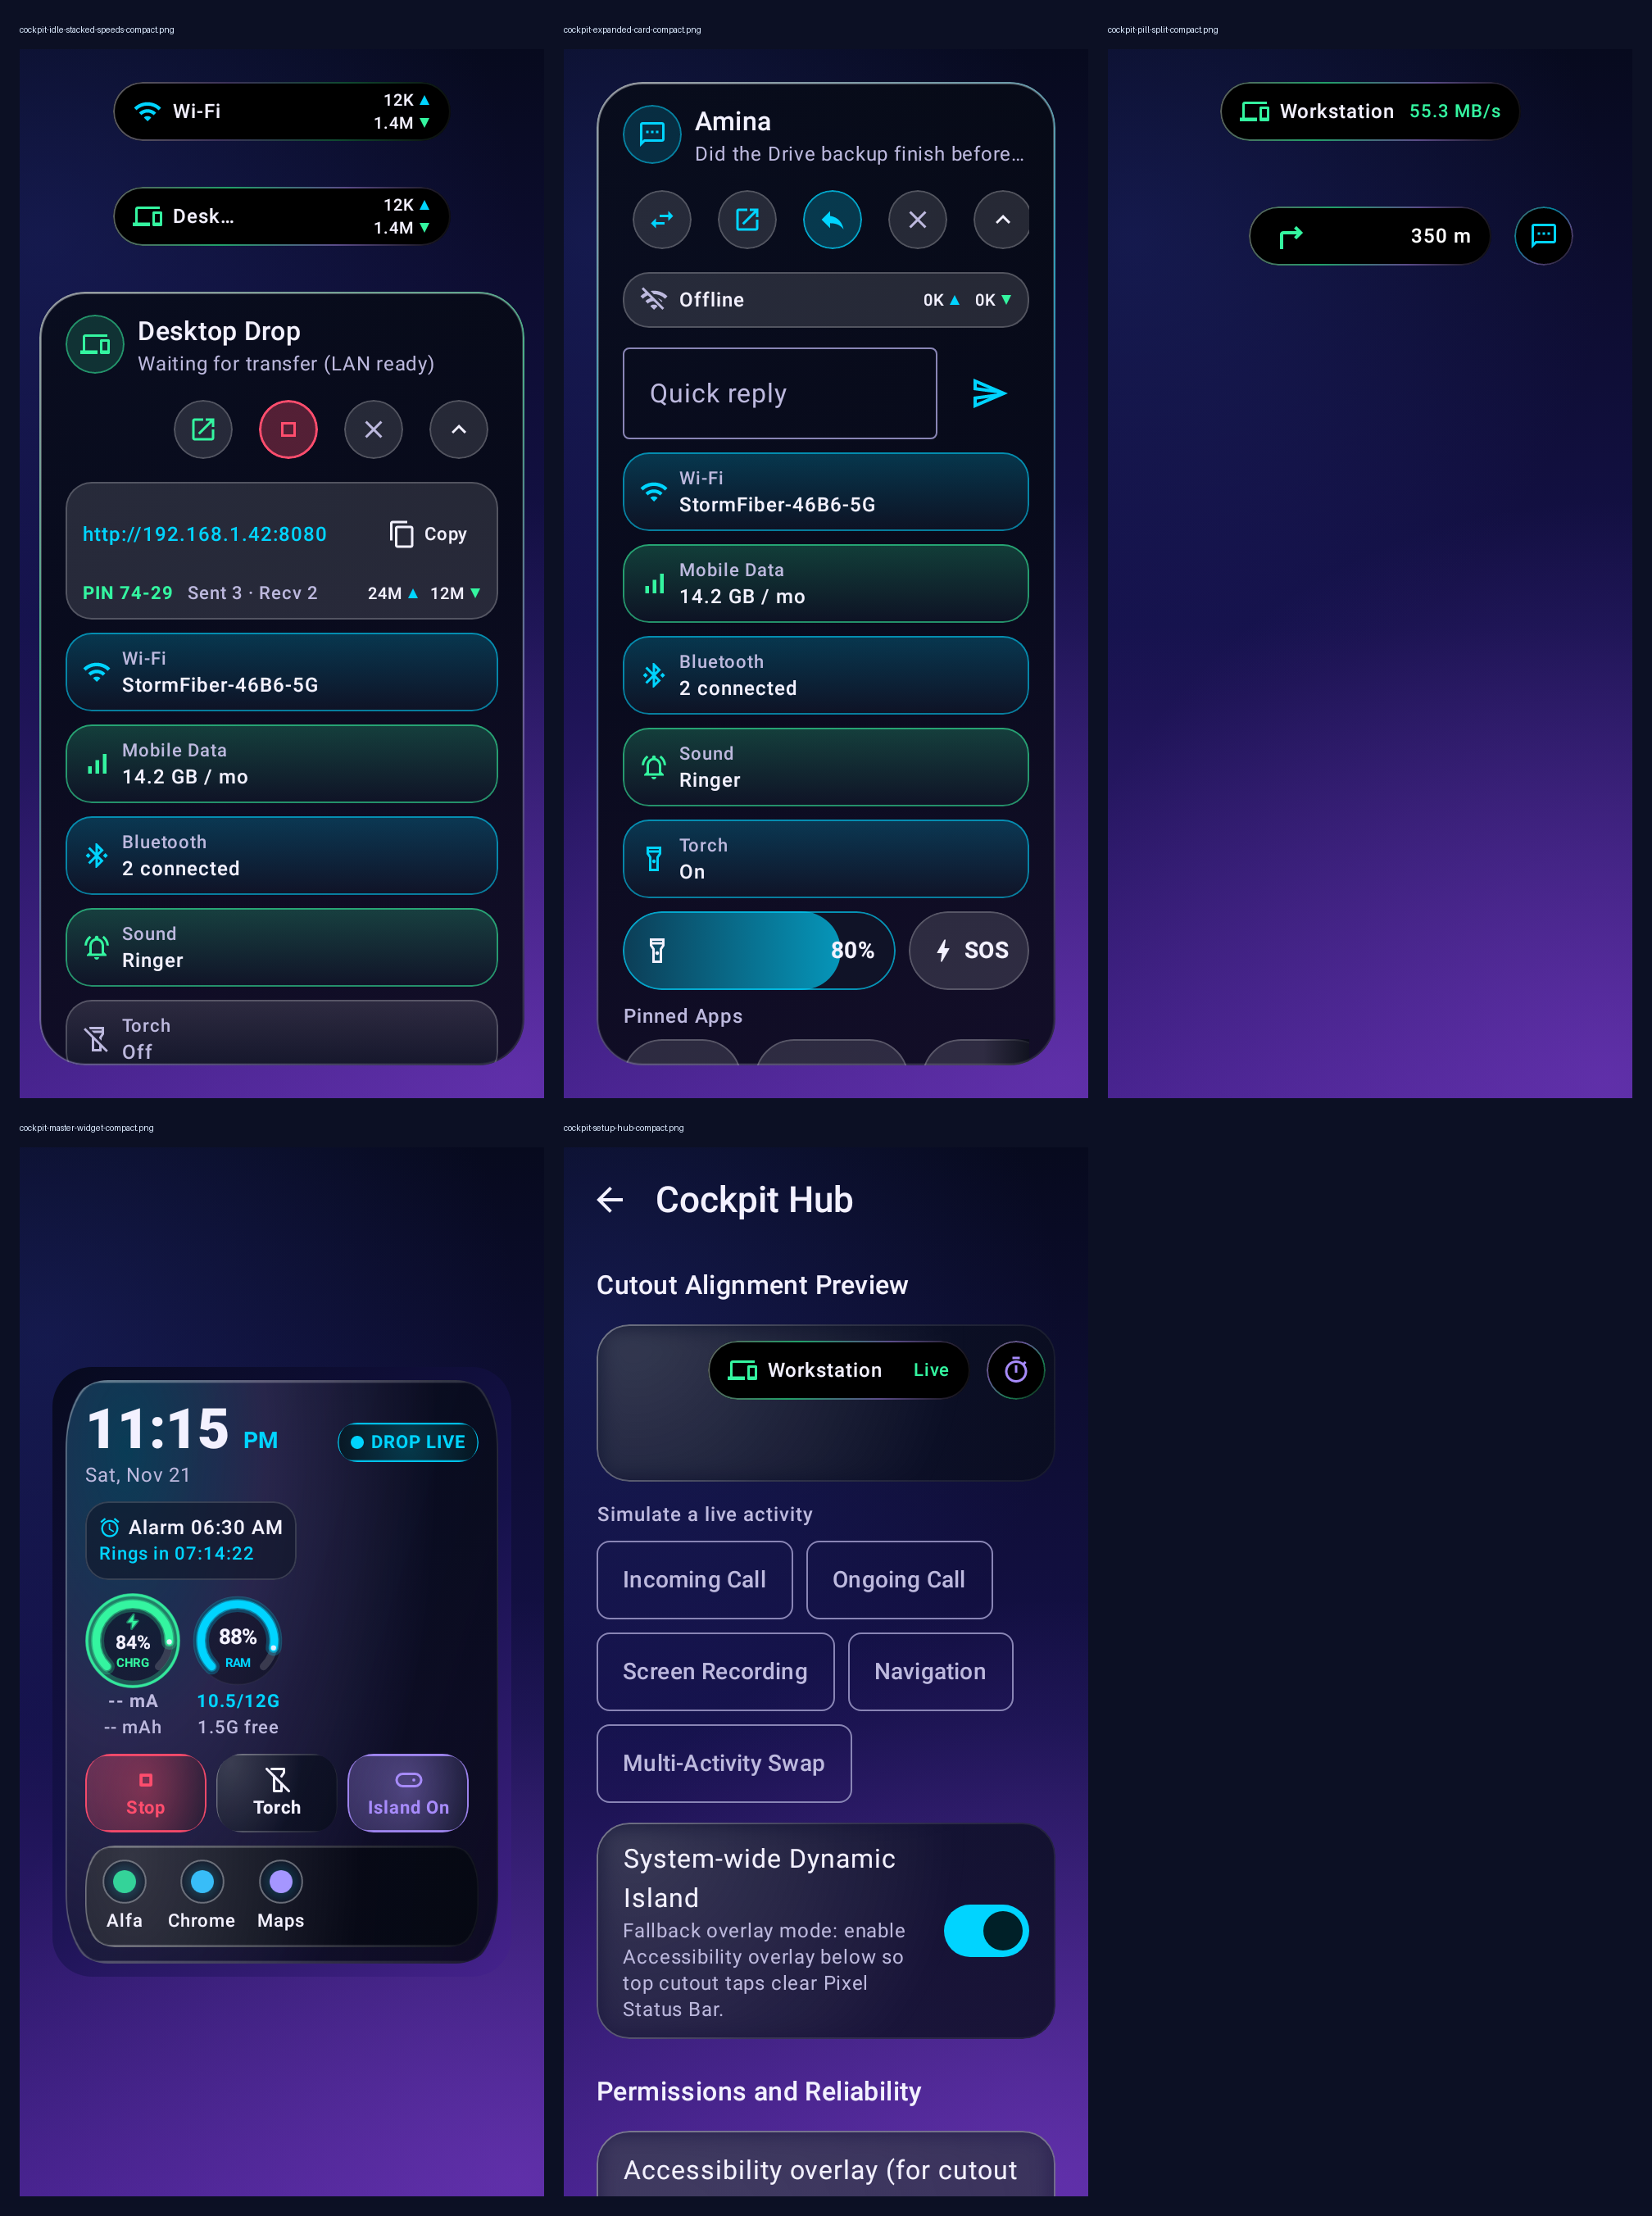 cockpit-idle-stacked-speeds-compact.png
Wi-Fi
12K
1.4M
Desk...
12K
1.4M
Desktop Drop
Waiting for transfer (LAN ready)
http://192.168.1.42:8080
Copy
PIN 74-29 Sent 3 · Recv 2 24M 12M
Wi-Fi
StormFiber-46B6-5G
Mobile Data
14.2 GB / mo
Bluetooth
2 connected
Sound
Ringer
Torch
Off
cockpit-expanded-card-compact.png
Amina
Did the Drive backup finish before...
Offline 0K 0K
Quick reply
Wi-Fi
StormFiber-46B6-5G
Mobile Data
14.2 GB / mo
Bluetooth
2 connected
Sound
Ringer
Torch
On
80%
SOS
Pinned Apps
cockpit-pill-split-compact.png
Workstation 55.3 MB/s
350 m
cockpit-master-widget-compact.png
11:15 PM
DROP LIVE
Sat, Nov 21
Alarm 06:30 AM
Rings in 07:14:22
84%
CHRG
88%
RAM
-- mA
10.5/12G
-- mAh
1.5G free
Stop
Torch
Island On
Alfa
Chrome
Maps
cockpit-setup-hub-compact.png
Cockpit Hub
Cutout Alignment Preview
Workstation Live
Simulate a live activity
Incoming Call
Ongoing Call
Screen Recording
Navigation
Multi-Activity Swap
System-wide Dynamic
Island
Fallback overlay mode: enable
Accessibility overlay below so
top cutout taps clear Pixel
Status Bar.
Permissions and Reliability
Accessibility overlay (for cutout